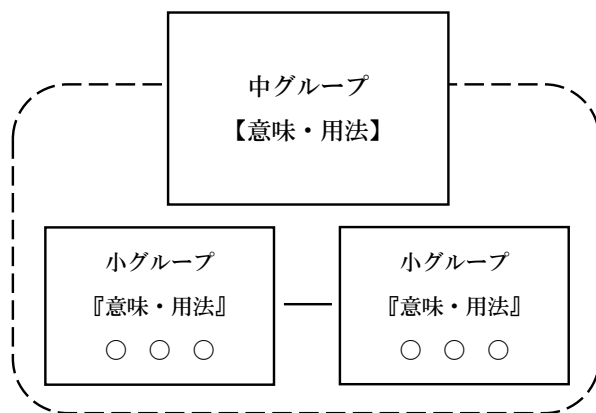 中グループ
【意味・用法】
小グループ
『意味・用法』
○ ○ ○
小グループ
『意味・用法』
○ ○ ○